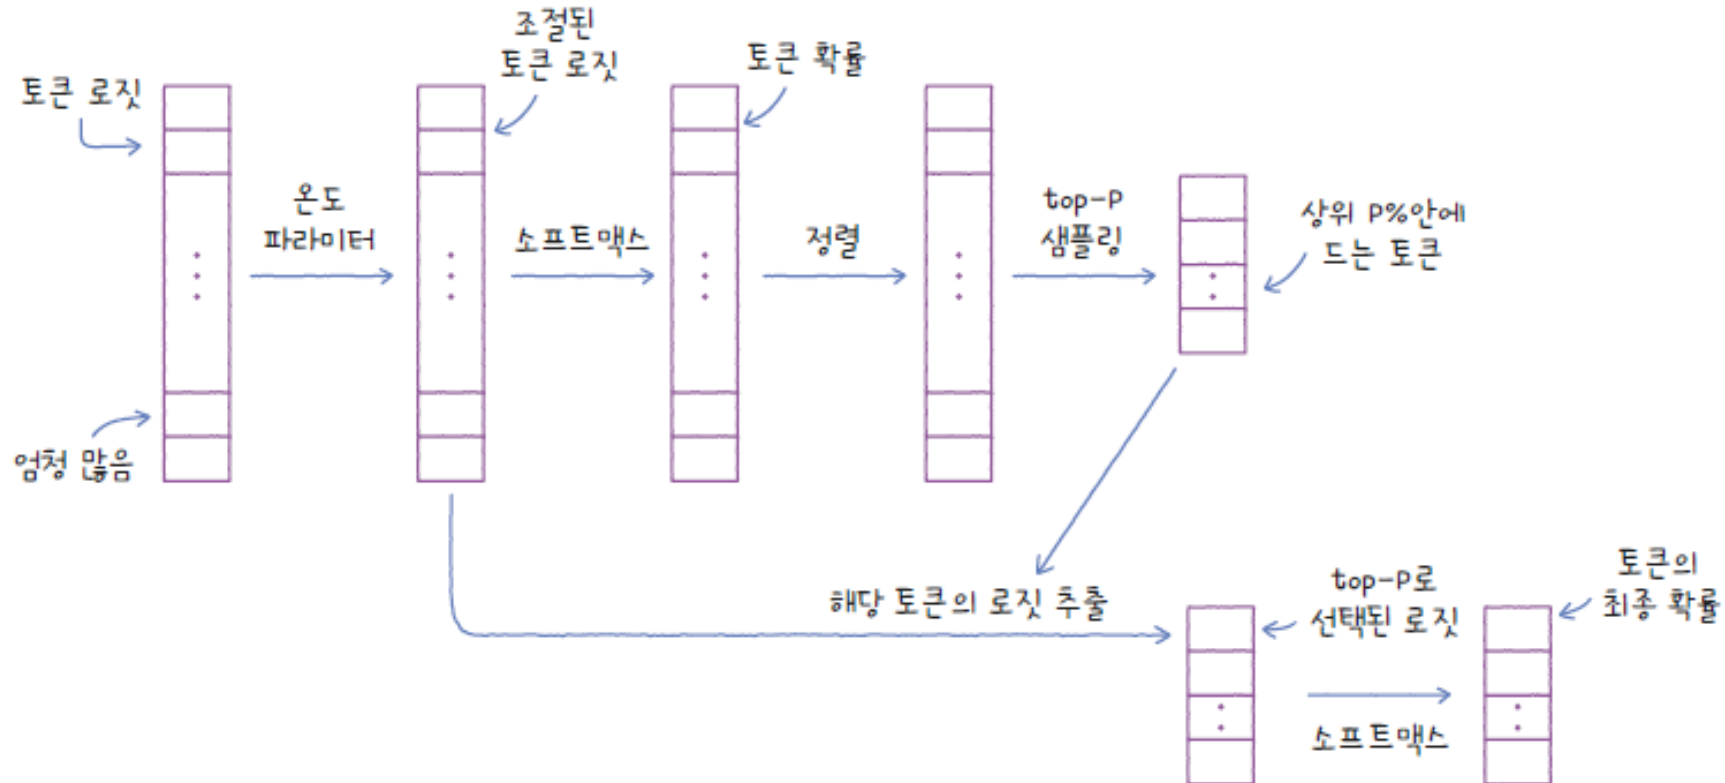 조절된
토큰 로짓
토큰 확률
토큰 로짓
온도
파라미터
소프트맥스
정렬
top-P
샘플링
상위 P%안에
드는 토큰
엄청 많음
해당 토큰의 로짓 추출
top-P로
선택된 로짓
토큰의
최종 확률
소프트맥스